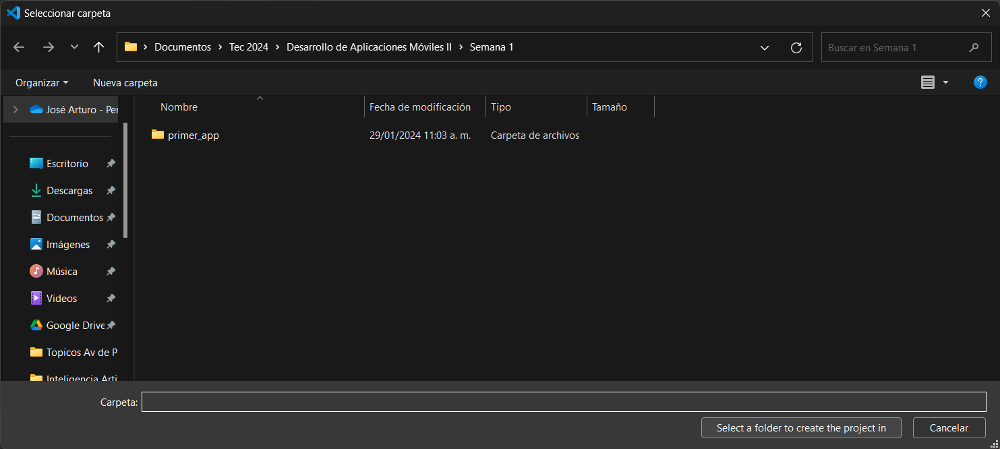 Seleccionar carpeta
Documentos > Tec 2024 > Desarrollo de Aplicaciones Móviles II > Semana 1
Buscar en Semana 1
Organizar
Nueva carpeta
José Arturo - Per
Nombre
Fecha de modificación
Tipo
Tamaño
primer_app
29/01/2024 11:03 a. m.
Carpeta de archivos
Escritorio
Descargas
Documentos
Imágenes
Música
Videos
Google Drive
Topicos Av de P
Inteligencia Arti
Carpeta:
Select a folder to create the project in
Cancelar